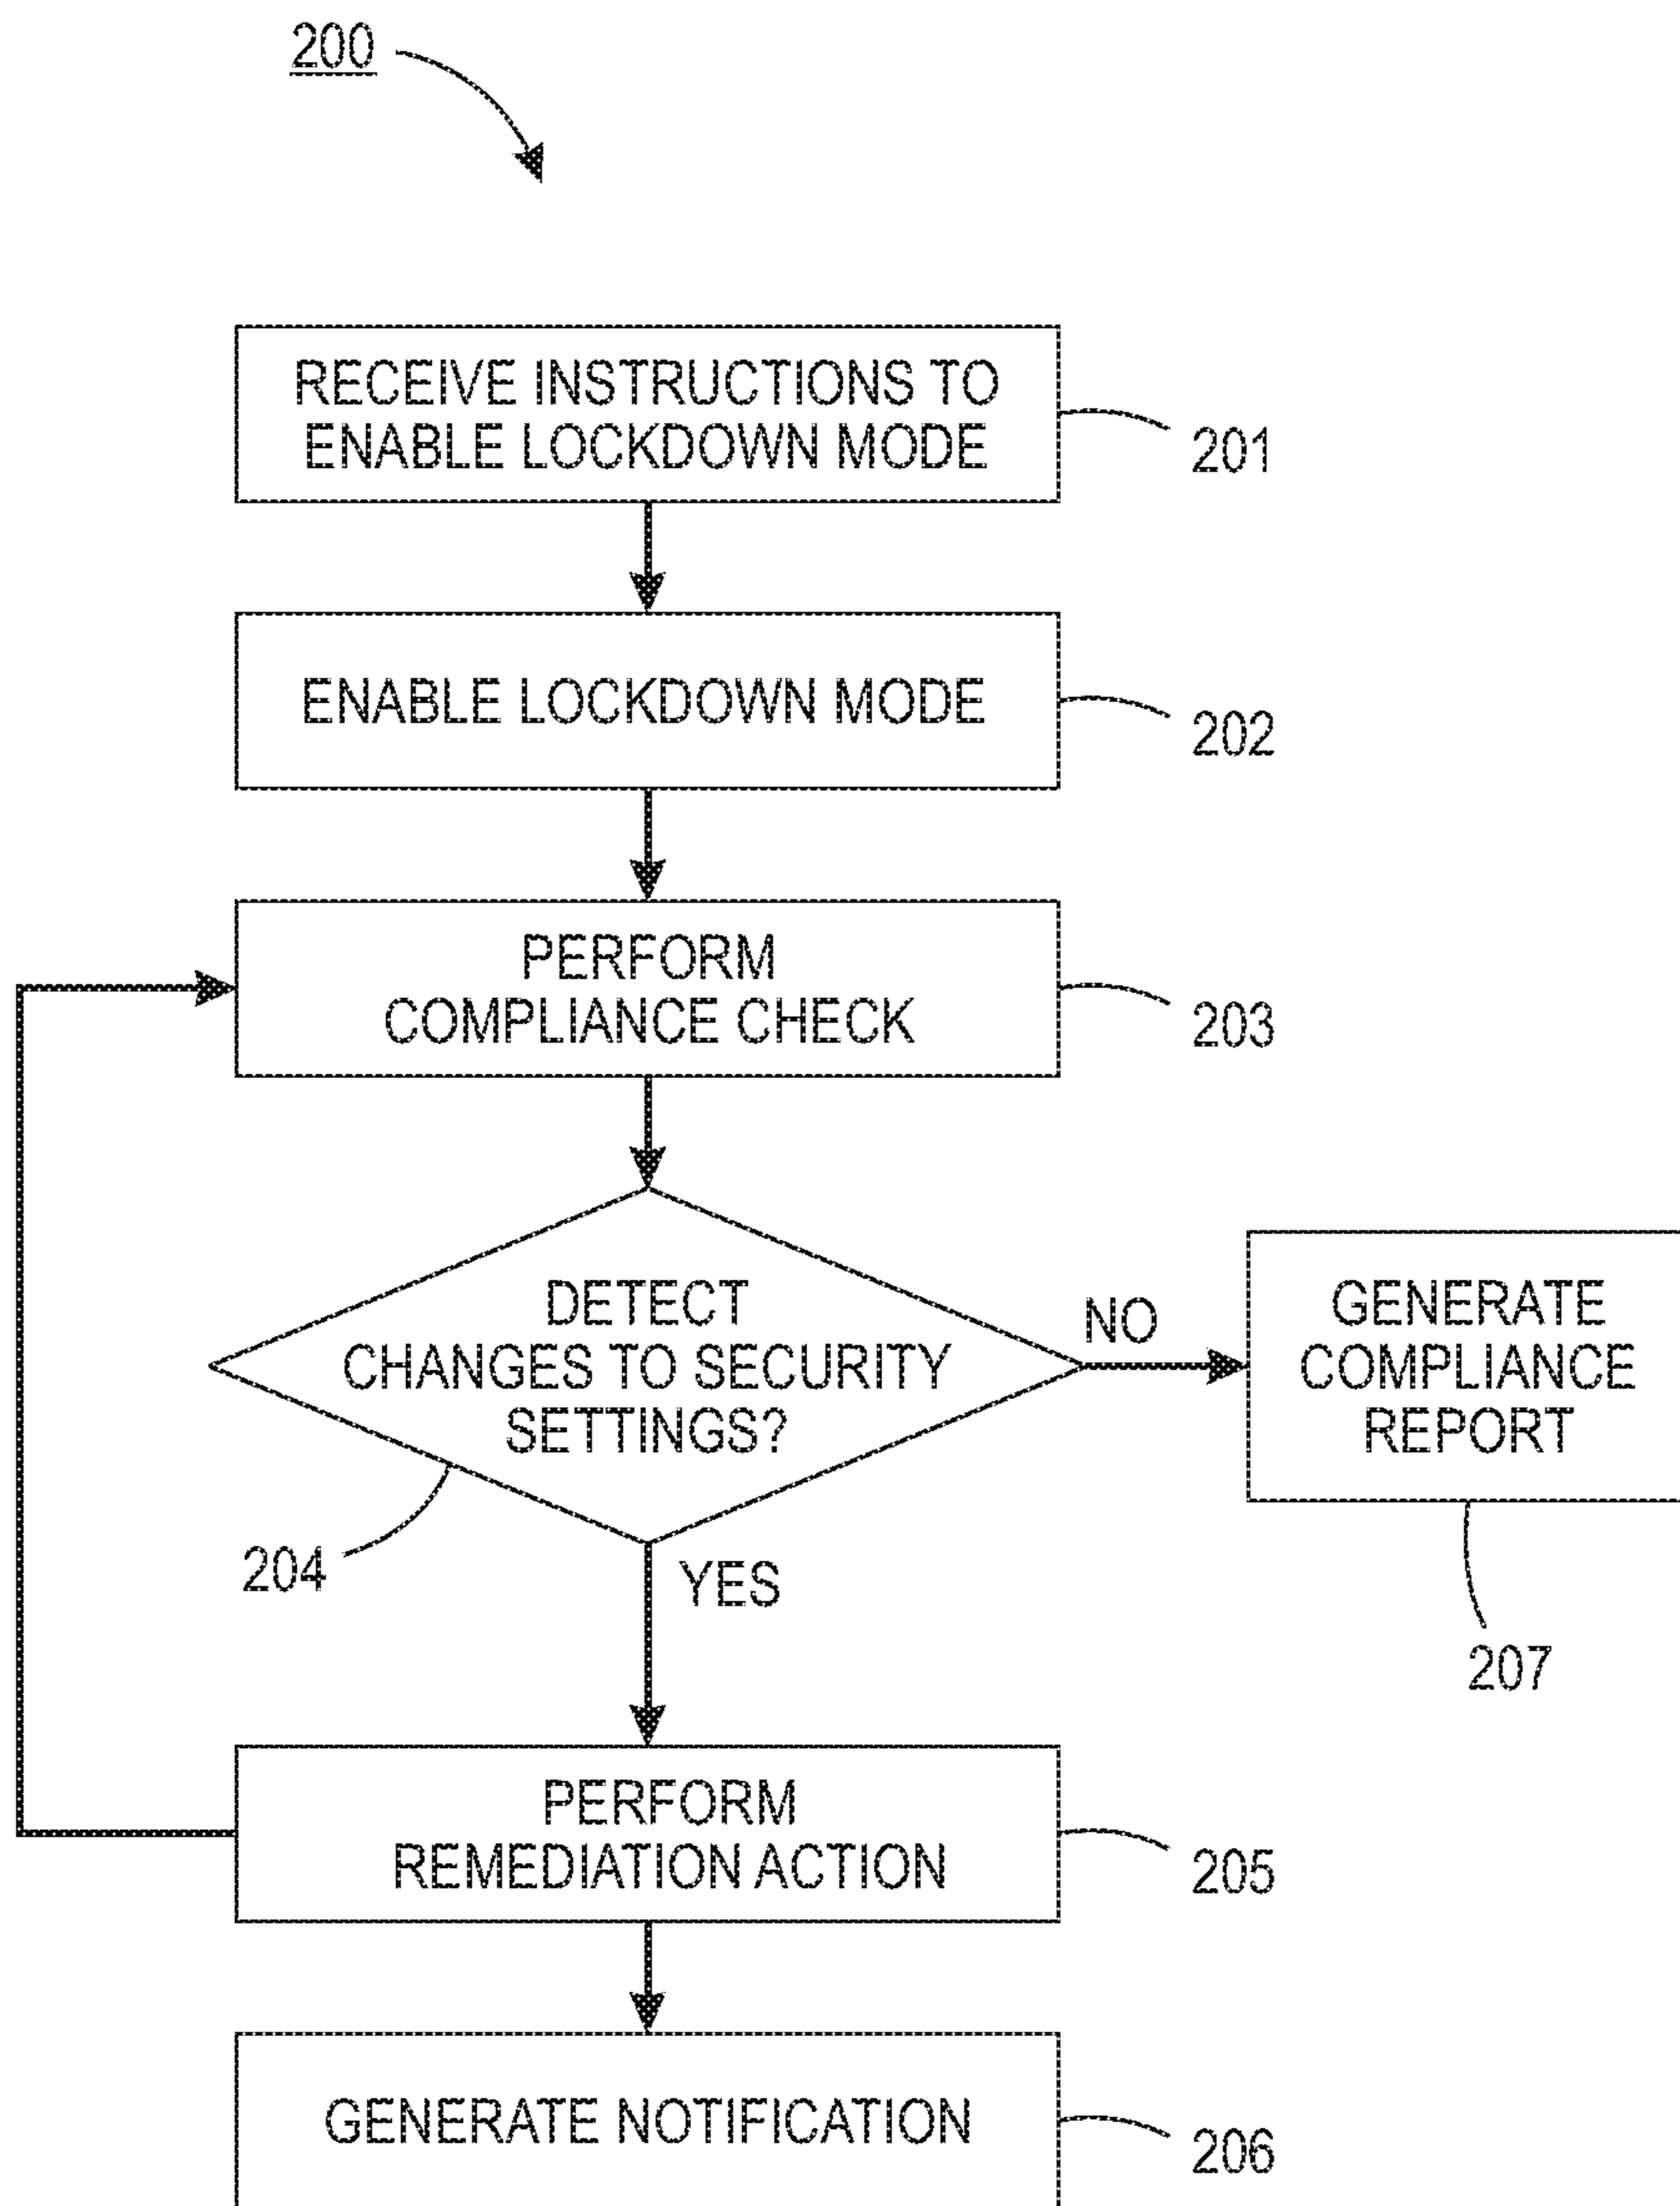 200
RECEIVE INSTRUCTIONS TO
ENABLE LOCKDOWN MODE
201
ENABLE LOCKDOWN MODE
202
PERFORM
COMPLIANCE CHECK
203
DETECT
CHANGES TO SECURITY
SETTINGS?
204
NO
GENERATE
COMPLIANCE
REPORT
207
YES
PERFORM
REMEDIATION ACTION
205
GENERATE NOTIFICATION
206